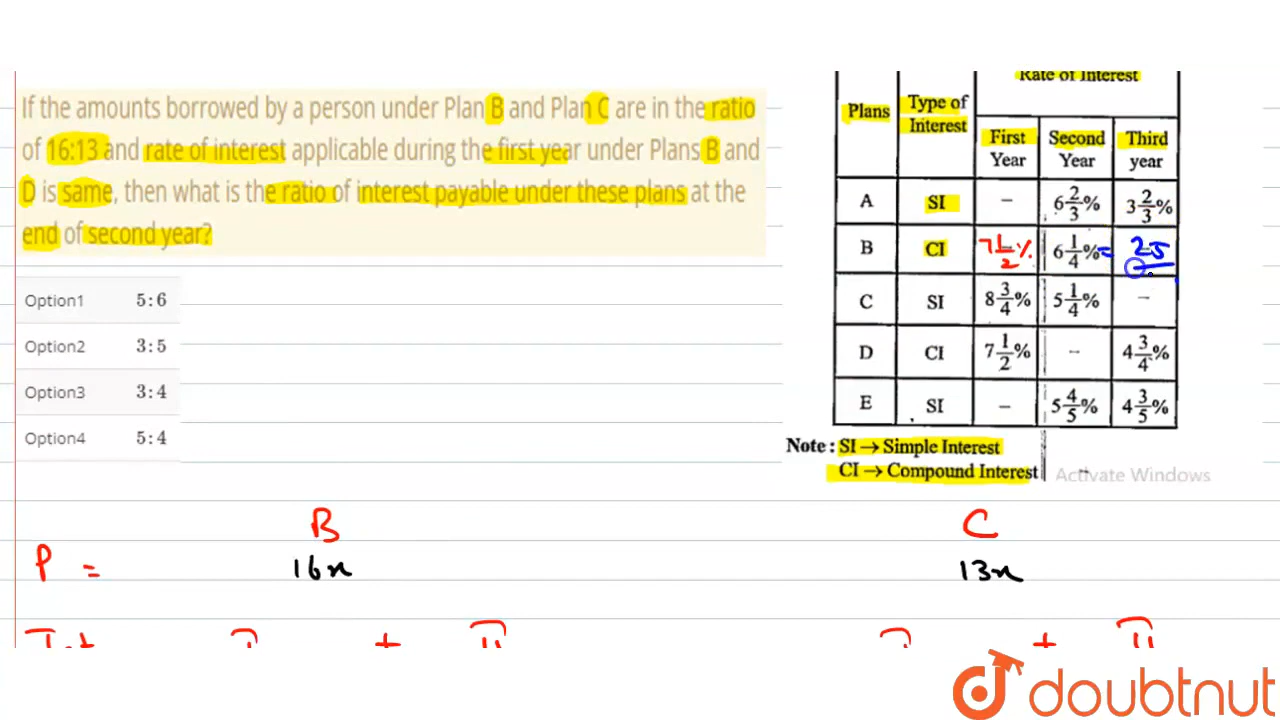 Rate of Interest
If the amounts borrowed by a person under Plan B and Plan C are in the ratio
of 16:13 and rate of interest applicable during the first year under Plans B and
D is same, then what is the ratio of interest payable under these plans at the
end of second year?
Option1 5:6
Option2 3:5
Option3 3:4
Option4 5:4
Plans Type of Interest First Year Second Year Third year
A SI – 6 2/3% 3 2/3%
B CI 7 1/2 % 6 1/4% = 25
C SI 8 3/4% 5 1/4% –
D CI 7 1/2% – 4 3/4%
E SI – 5 4/5% 4 3/5%
Note : SI → Simple Interest
CI → Compound Interest
Activate Windows
B C
P = 16x 13x
I + II I + II
doubtnut